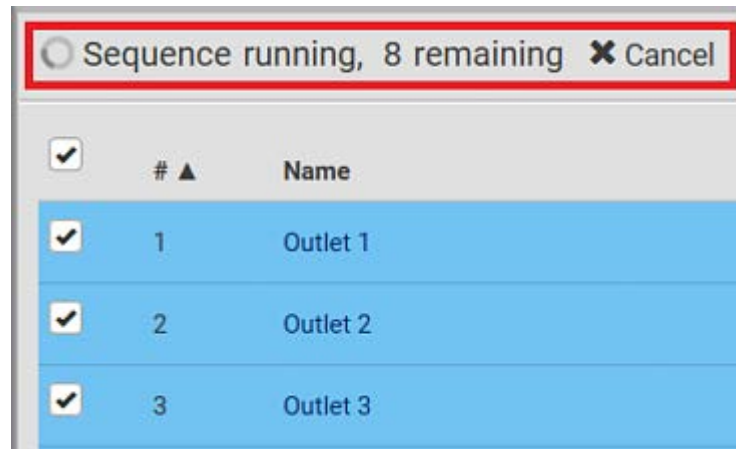 Sequence running, 8 remaining ✖ Cancel
# ▲ Name
1 Outlet 1
2 Outlet 2
3 Outlet 3